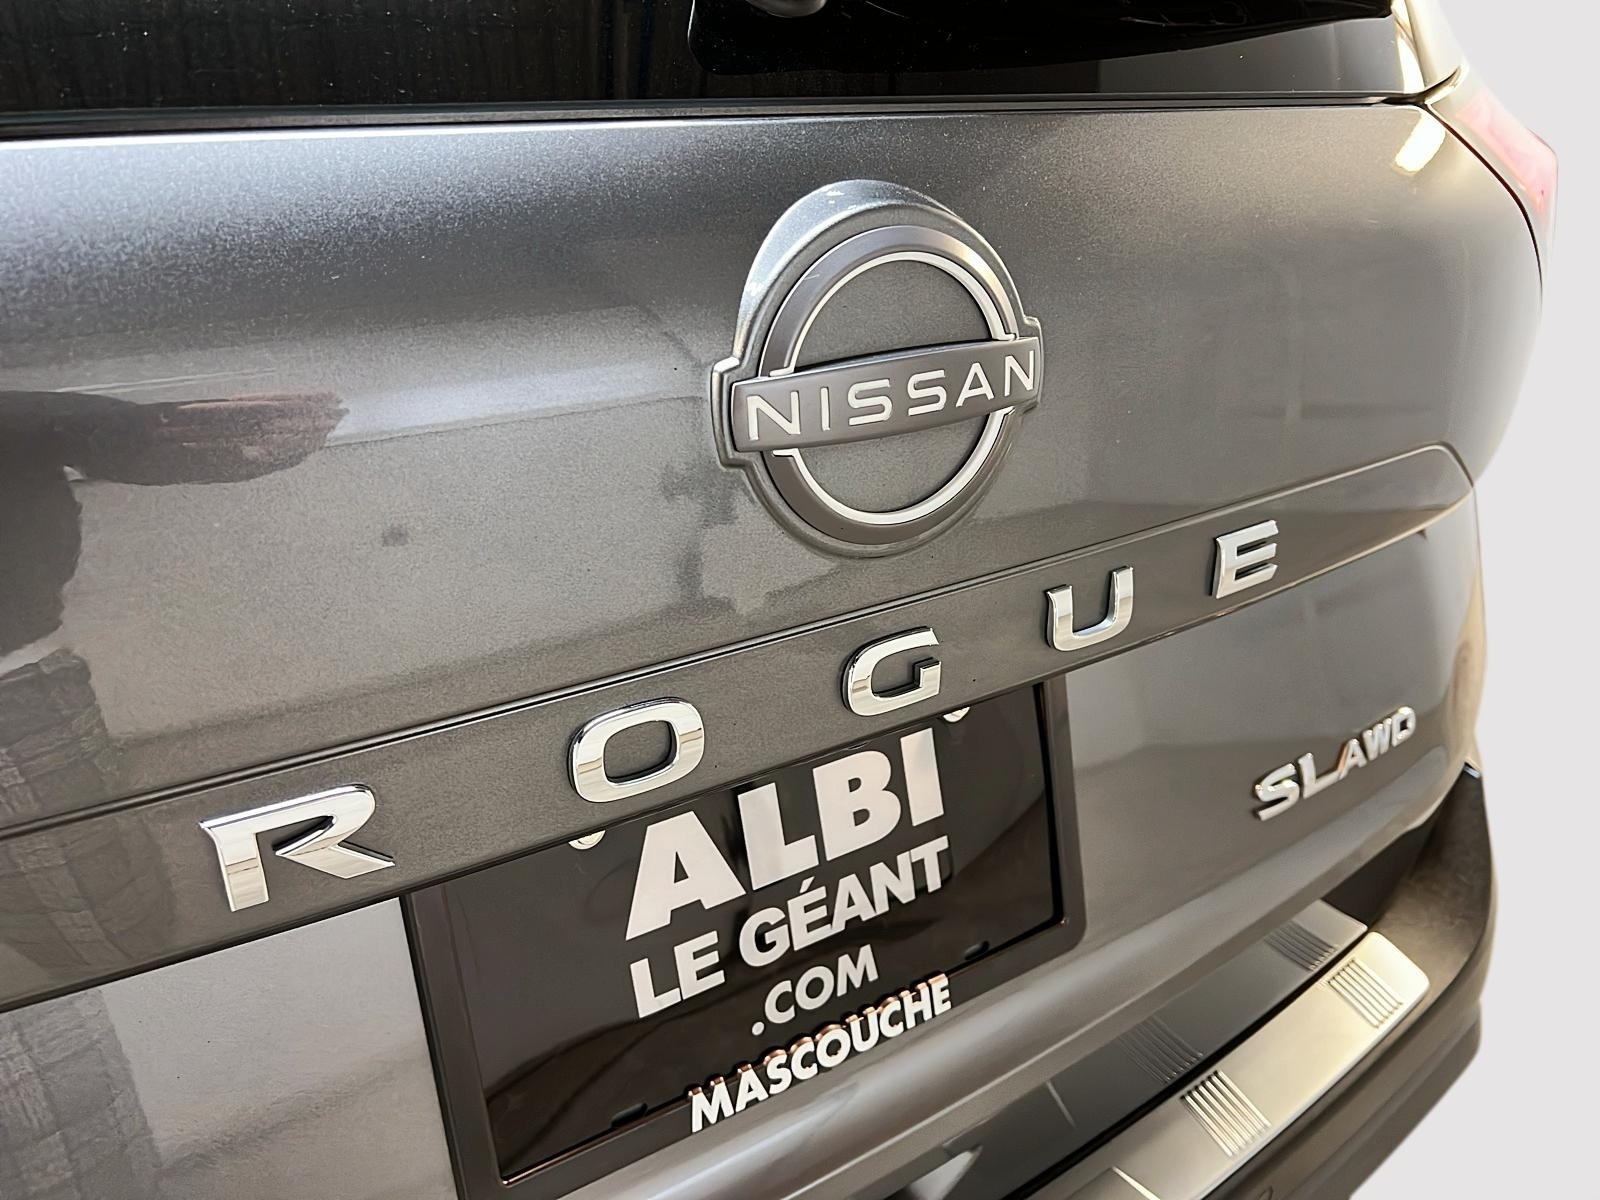 NISSAN
ROGUE
SL AWD
ALBI
LE GÉANT
.COM
MASCOUCHE